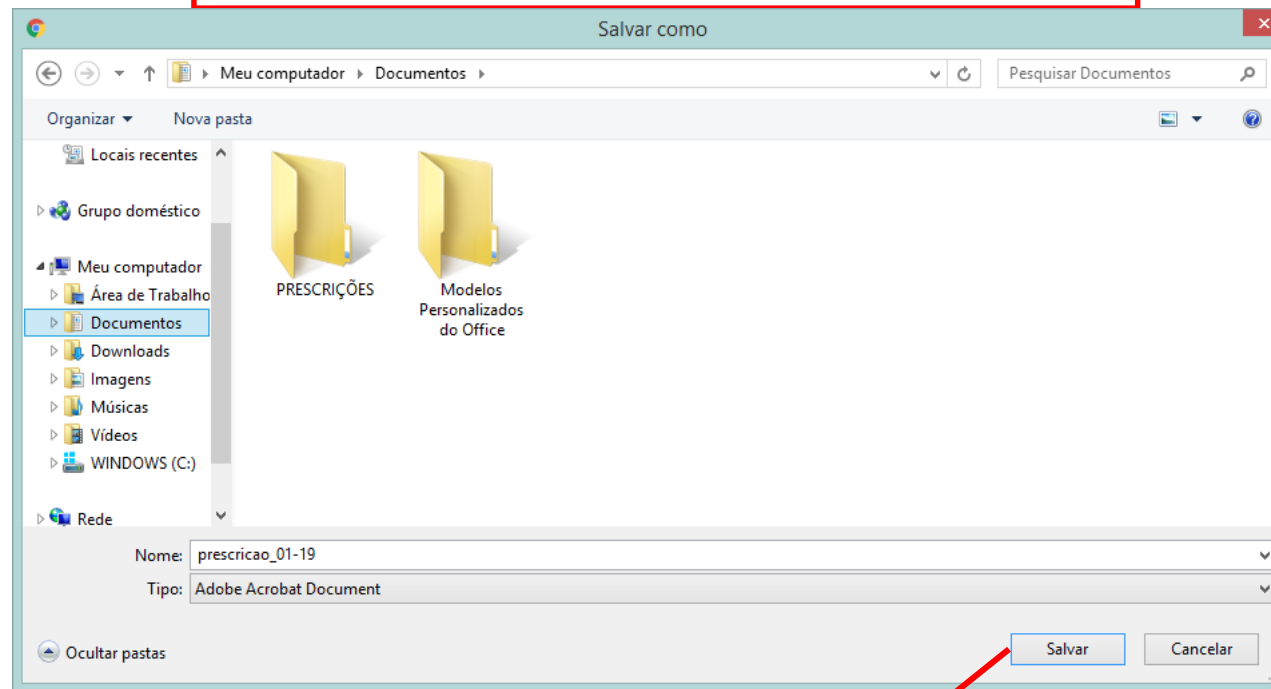 Salvar como
Meu computador Documentos
Pesquisar Documentos
Organizar Nova pasta
Locais recentes
Grupo doméstico
Meu computador
Área de Trabalho
Documentos
Downloads
Imagens
Músicas
Vídeos
WINDOWS (C:)
Rede
PRESCRIÇÕES
Modelos
Personalizados
do Office
Nome: prescricao_01-19
Tipo: Adobe Acrobat Document
Ocultar pastas
Salvar
Cancelar